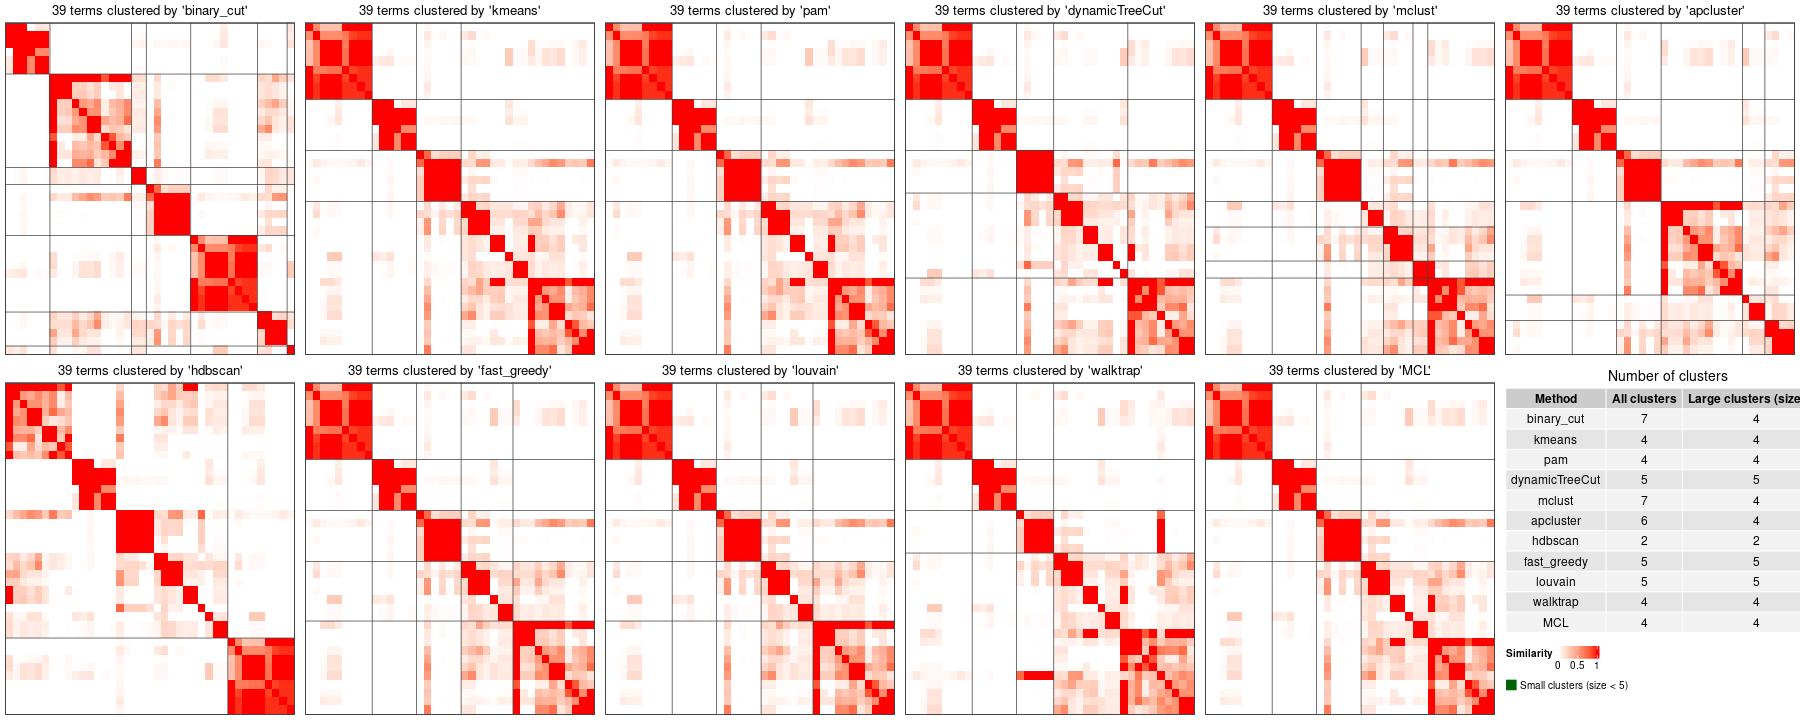 39 terms clustered by 'binary_cut'
39 terms clustered by 'kmeans'
39 terms clustered by 'pam'
39 terms clustered by 'dynamicTreeCut'
39 terms clustered by 'mclust'
39 terms clustered by 'apcluster'
39 terms clustered by 'hdbscan'
39 terms clustered by 'fast_greedy'
39 terms clustered by 'louvain'
39 terms clustered by 'walktrap'
39 terms clustered by 'MCL'
Number of clusters
Method All clusters Large clusters (size
binary_cut 7 4
kmeans 4 4
pam 4 4
dynamicTreeCut 5 5
mclust 7 4
apcluster 6 4
hdbscan 2 2
fast_greedy 5 5
louvain 5 5
walktrap 4 4
MCL 4 4
Similarity
0 0.5 1
Small clusters (size < 5)